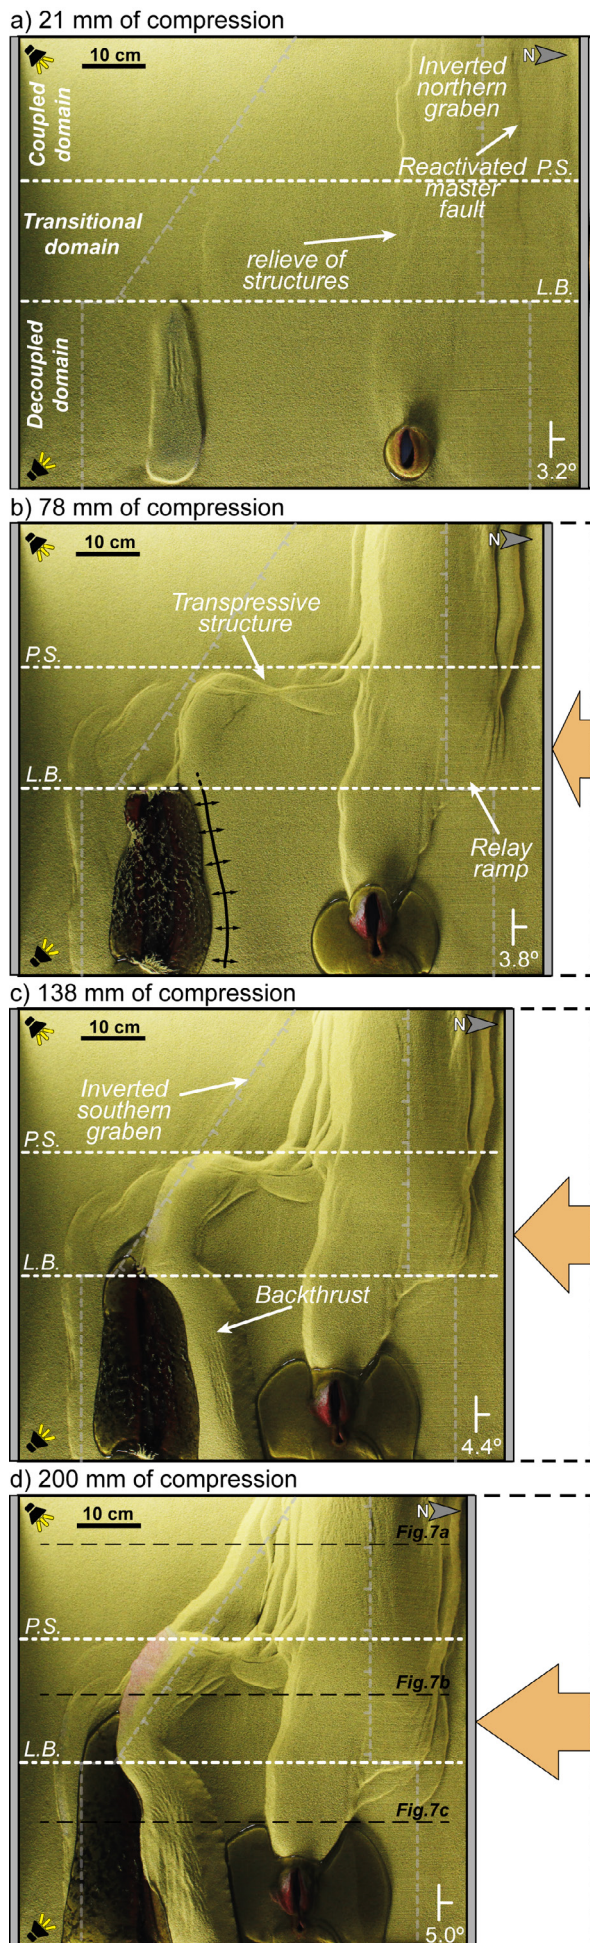 a) 21 mm of compression
10 cm
N
Inverted
northern
graben
Coupled
domain
Reactivated
master
fault
P.S.
Transitional
domain
relieve of
structures
L.B.
Decoupled
domain
3.2º
b) 78 mm of compression
10 cm
N
Transpressive
structure
P.S.
L.B.
Relay
ramp
3.8º
c) 138 mm of compression
10 cm
N
Inverted
southern
graben
P.S.
L.B.
Backthrust
4.4º
d) 200 mm of compression
10 cm
N
Fig.7a
P.S.
Fig.7b
L.B.
Fig.7c
5.0º